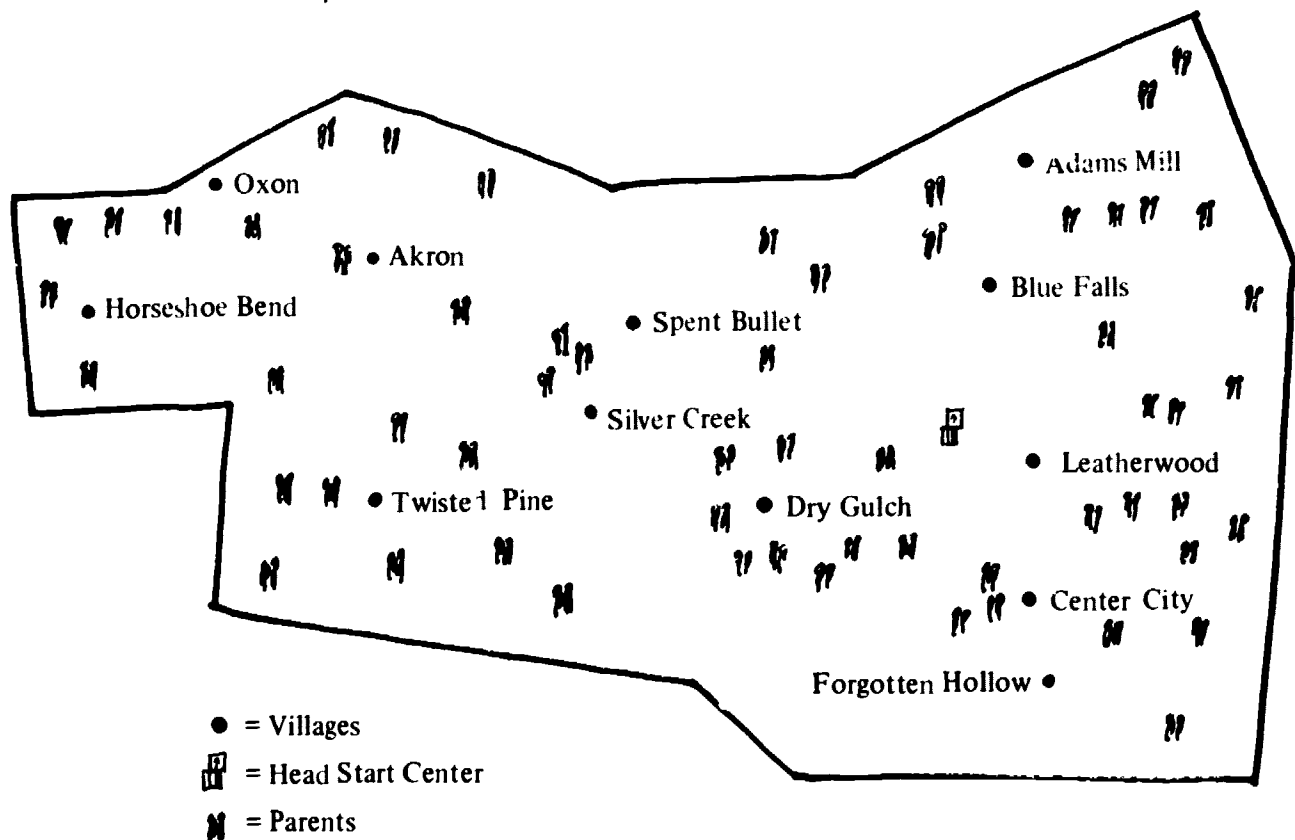 Adams Mill
Oxon
Akron
Blue Falls
Horseshoe Bend
Spent Bullet
Silver Creek
Leatherwood
Twisted Pine
Dry Gulch
Center City
Forgotten Hollow
= Villages
= Head Start Center
= Parents